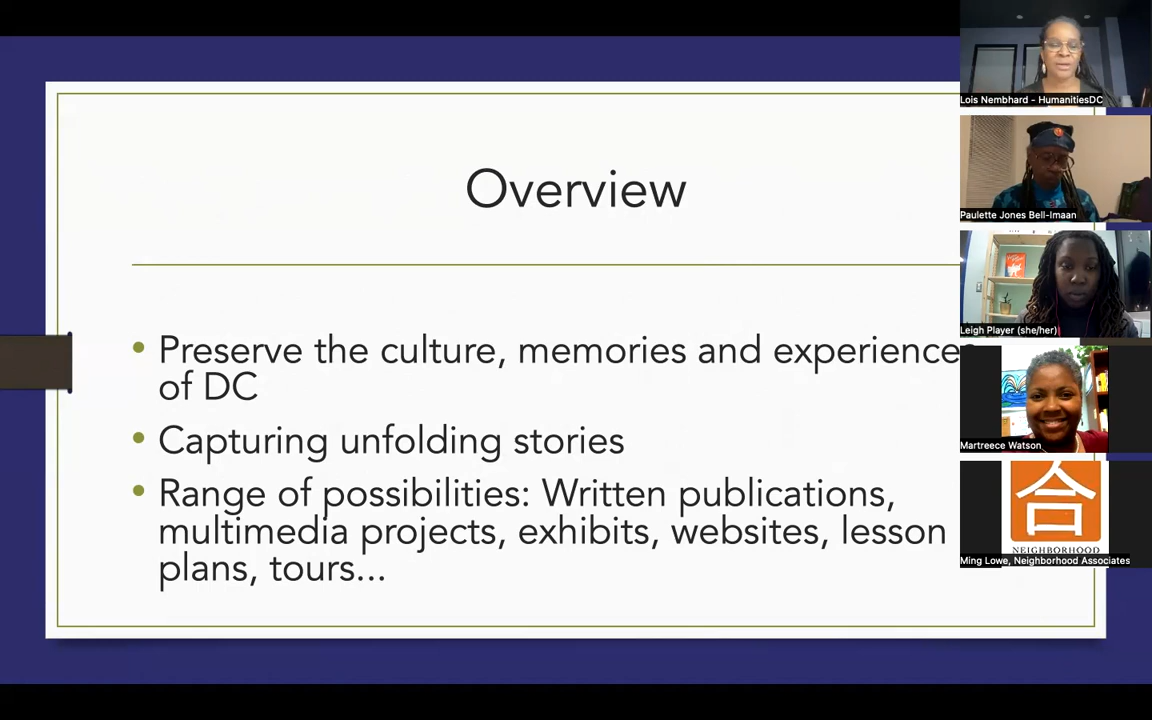 Overview
• Preserve the culture, memories and experiences
of DC
• Capturing unfolding stories
• Range of possibilities: Written publications,
multimedia projects, exhibits, websites, lesson
plans, tours...
Lois Nembhard - HumanitiesDC
Paulette Jones Bell-Imaan
Leigh Player (she/her)
Martreece Watson
合
NEIGHBORHOOD
Ming Lowe, Neighborhood Associates